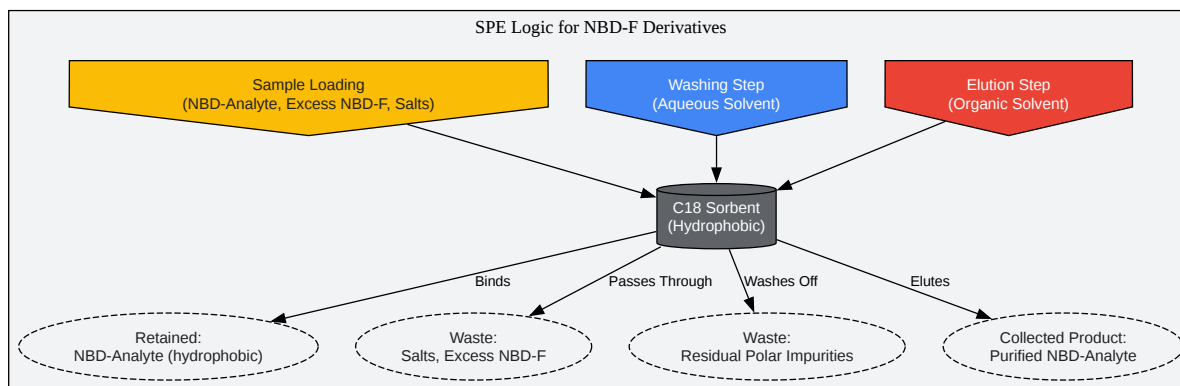 SPE Logic for NBD-F Derivatives
Sample Loading
(NBD-Analyte, Excess NBD-F, Salts)
Washing Step
(Aqueous Solvent)
Elution Step
(Organic Solvent)
C18 Sorbent
(Hydrophobic)
Binds
Passes Through
Washes Off
Elutes
Retained:
NBD-Analyte (hydrophobic)
Waste:
Salts, Excess NBD-F
Waste:
Residual Polar Impurities
Collected Product:
Purified NBD-Analyte